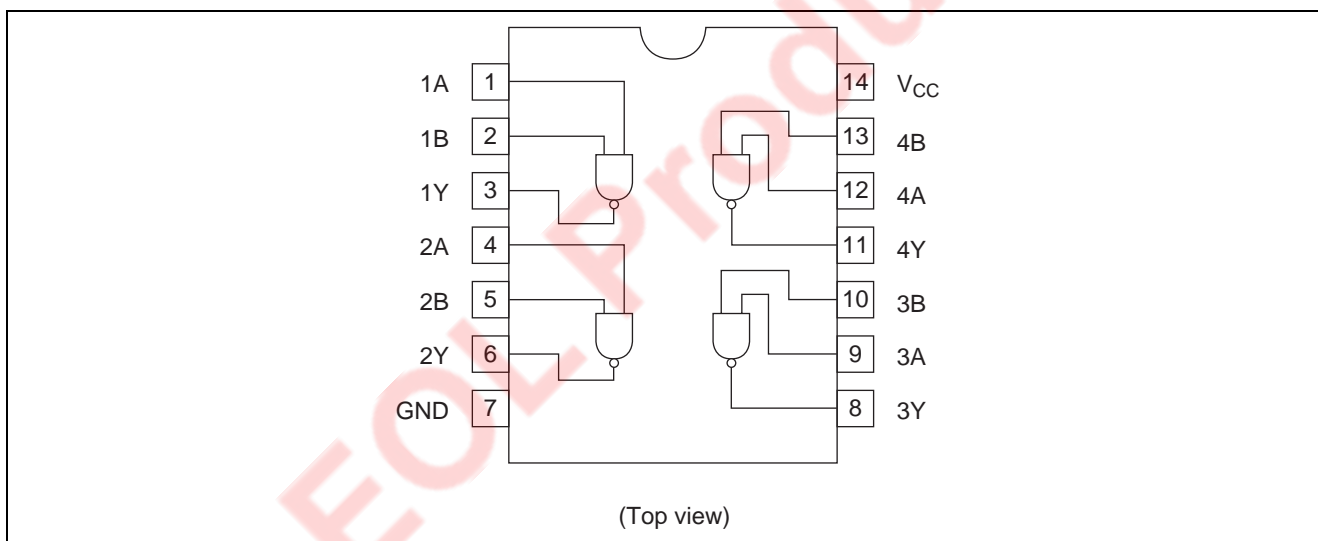 1A 1 14 VCC
1B 2 13 4B
1Y 3 12 4A
2A 4 11 4Y
2B 5 10 3B
2Y 6 9 3A
GND 7 8 3Y
(Top view)
EOL Produ